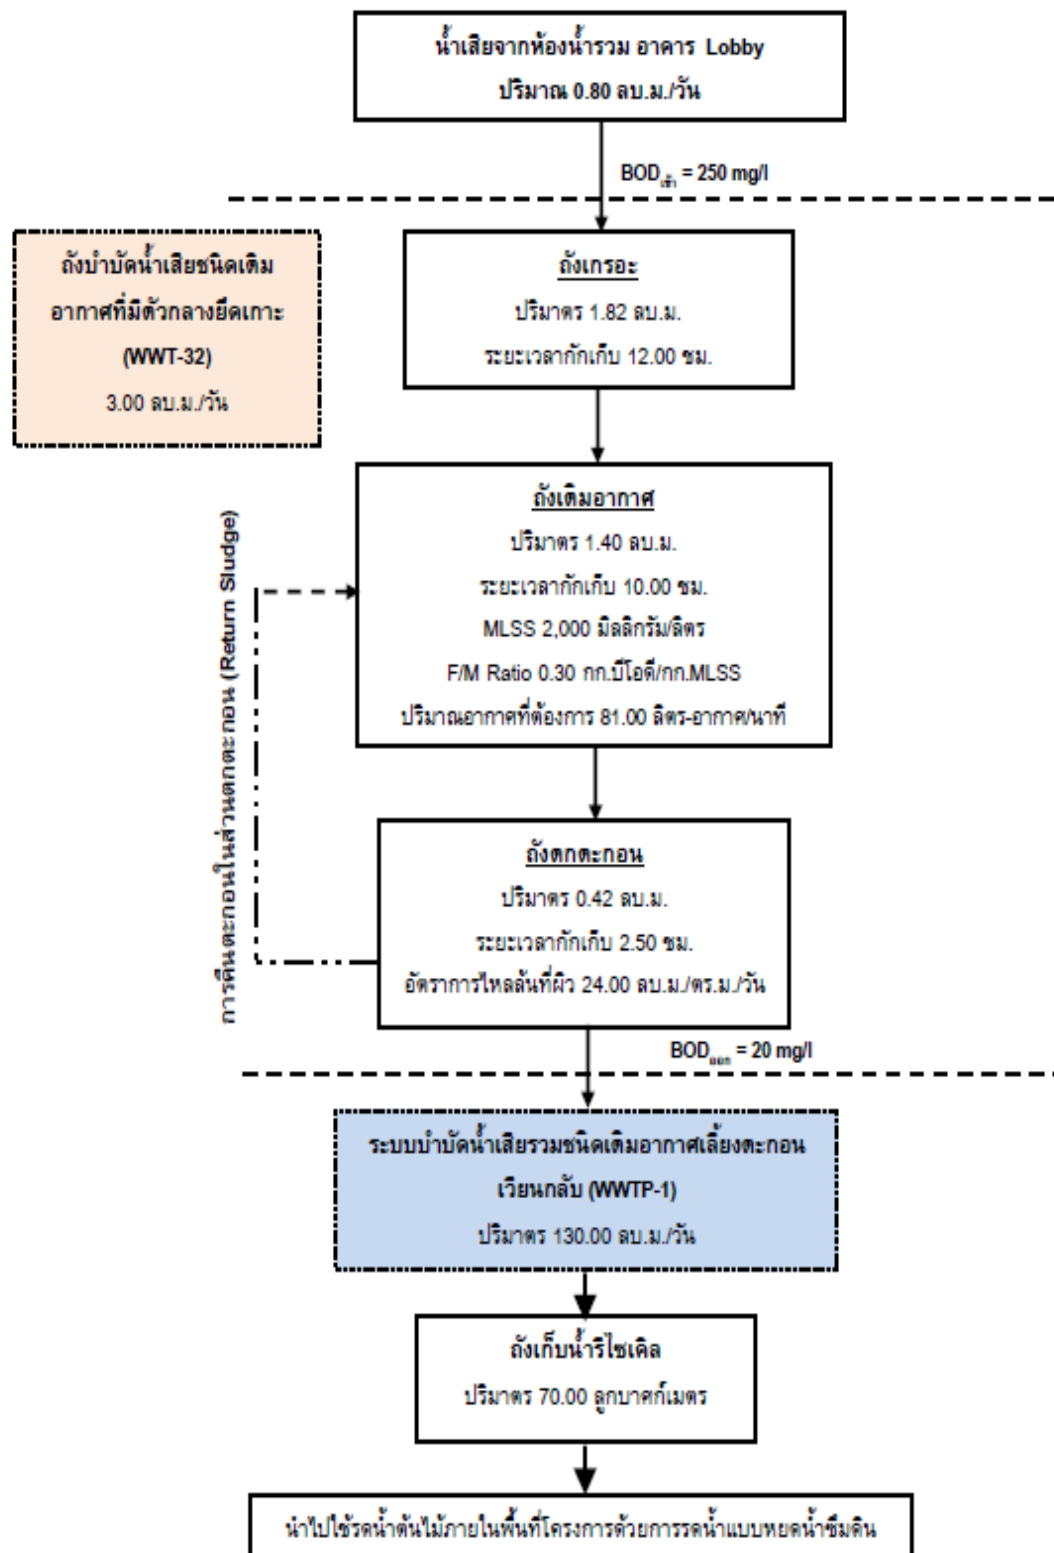 น้ำเสียจากห้องน้ำรวม อาคาร Lobby
ปริมาณ 0.80 ลบ.ม./วัน
BODเข้า = 250 mg/l
ถังบำบัดน้ำเสียชนิดเติม
อากาศที่มีตัวกลางยึดเกาะ
(WWT-32)
3.00 ลบ.ม./วัน
ถังเกรอะ
ปริมาตร 1.82 ลบ.ม.
ระยะเวลากักเก็บ 12.00 ชม.
ถังเติมอากาศ
ปริมาตร 1.40 ลบ.ม.
ระยะเวลากักเก็บ 10.00 ชม.
MLSS 2,000 มิลลิกรัม/ลิตร
F/M Ratio 0.30 กก.บีโอดี/กก.MLSS
ปริมาณอากาศที่ต้องการ 81.00 ลิตร-อากาศ/นาที
การคืนตะกอนในส่วนตกตะกอน (Return Sludge)
ถังตกตะกอน
ปริมาตร 0.42 ลบ.ม.
ระยะเวลากักเก็บ 2.50 ชม.
อัตราการไหลล้นที่ผิว 24.00 ลบ.ม./ตร.ม./วัน
BODออก = 20 mg/l
ระบบบำบัดน้ำเสียรวมชนิดเติมอากาศเลี้ยงตะกอน
เวียนกลับ (WWTP-1)
ปริมาตร 130.00 ลบ.ม./วัน
ถังเก็บน้ำรีไซเคิล
ปริมาตร 70.00 ลูกบาศก์เมตร
นำไปใช้รดน้ำต้นไม้ภายในพื้นที่โครงการด้วยการรดน้ำแบบหยดน้ำซึมดิน